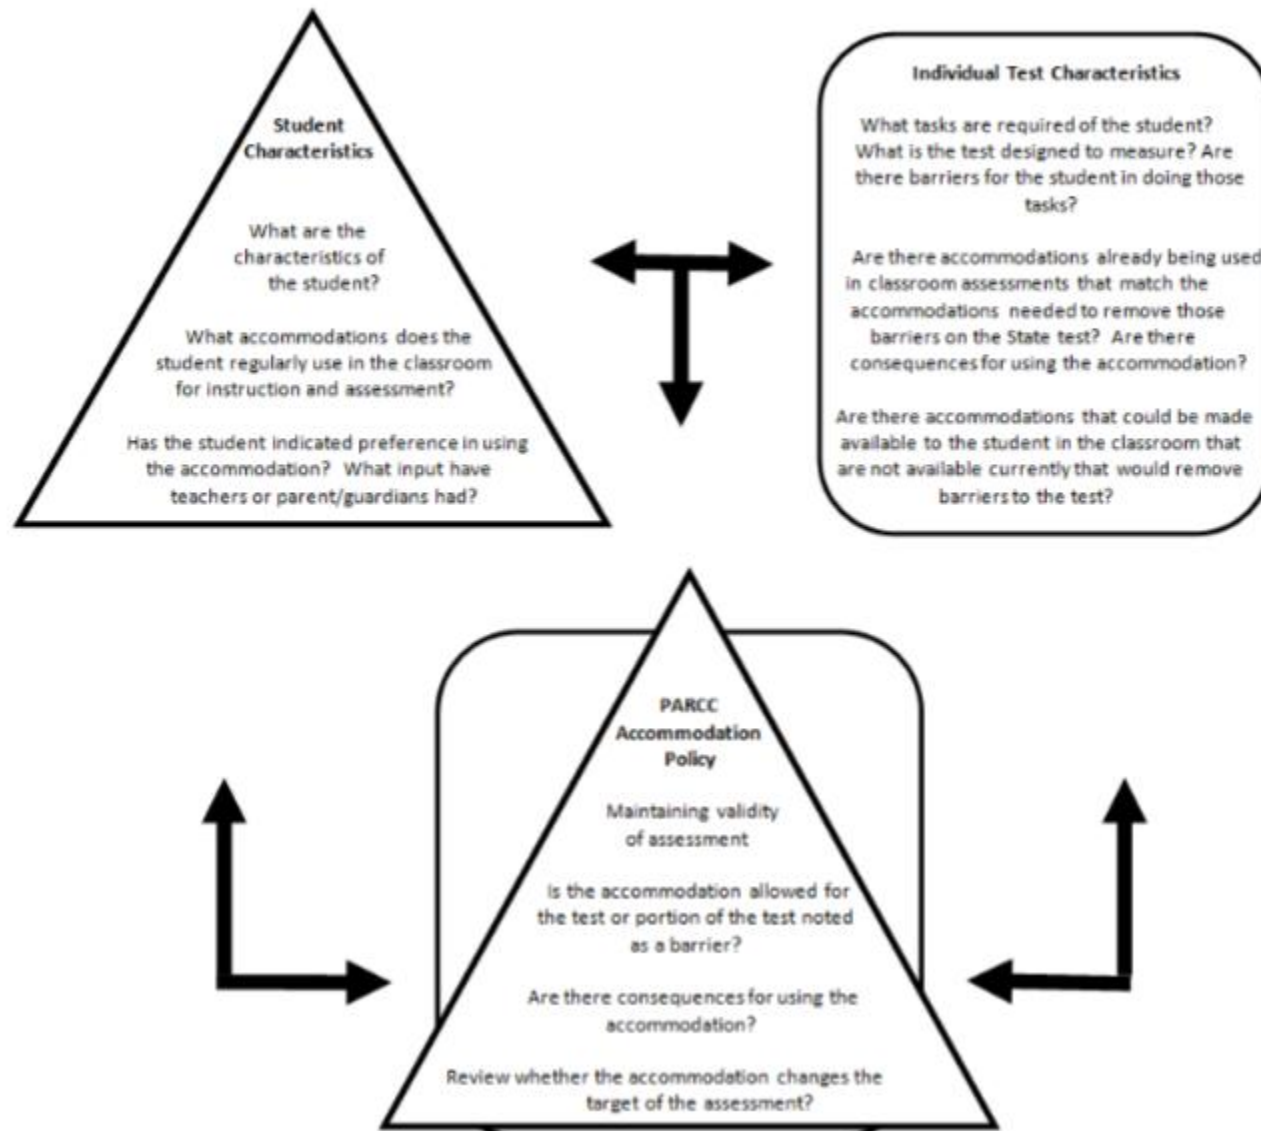 Student
Characteristics
What are the
characteristics of
the student?
What accommodations does the
student regularly use in the classroom
for instruction and assessment?
Has the student indicated preference in using
the accommodation? What input have
teachers or parent/guardians had?
Individual Test Characteristics
What tasks are required of the student?
What is the test designed to measure? Are
there barriers for the student in doing those
tasks?
Are there accommodations already being used
in classroom assessments that match the
accommodations needed to remove those
barriers on the State test? Are there
consequences for using the accommodation?
Are there accommodations that could be made
available to the student in the classroom that
are not available currently that would remove
barriers to the test?
PARCC
Accommodation
Policy
Maintaining validity
of assessment
Is the accommodation allowed for
the test or portion of the test noted
as a barrier?
Are there consequences for using the
accommodation?
Review whether the accommodation changes the
target of the assessment?